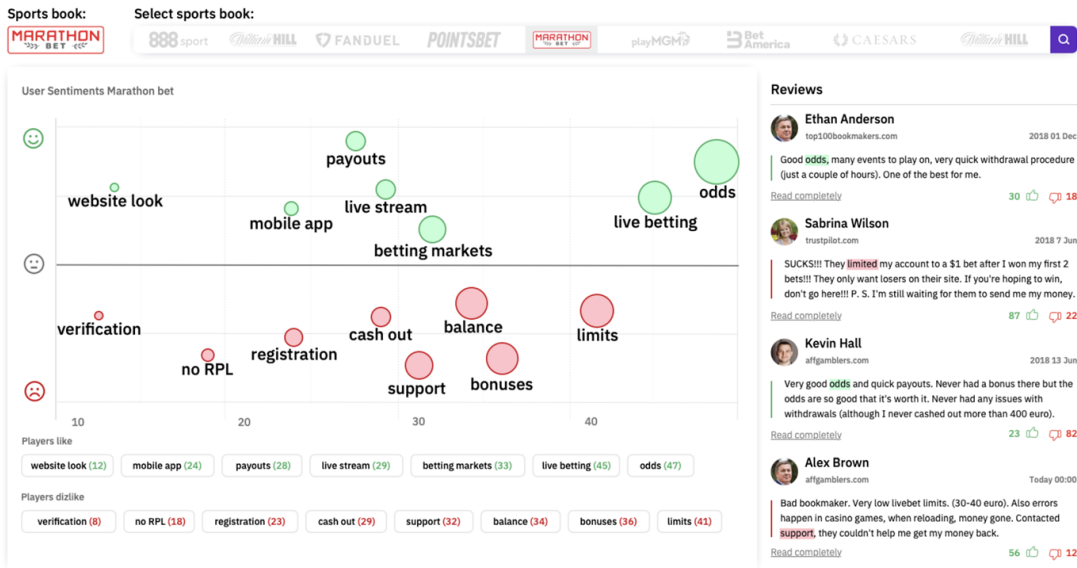 Sports book:
Select sports book:
MARATHON
BET
888 sport
William HILL
FANDUEL
POINTSBET
MARATHON
BET
playMGM
Bet
America
CAESARS
William HILL
User Sentiments Marathon bet
payouts
website look
live stream
mobile app
betting markets
live betting
odds
verification
no RPL
registration
cash out
balance
support
bonuses
limits
10
20
30
40
Players like
website look (12)
mobile app (24)
payouts (28)
live stream (29)
betting markets (33)
live betting (45)
odds (47)
Players dizlike
verification (8)
no RPL (18)
registration (23)
cash out (29)
support (32)
balance (34)
bonuses (36)
limits (41)
Reviews
Ethan Anderson
top100bookmakers.com
2018 01 Dec
Good odds, many events to play on, very quick withdrawal procedure
(just a couple of hours). One of the best for me.
Read completely
30
18
Sabrina Wilson
trustpilot.com
2018 7 Jun
SUCKS!!! They limited my account to a $1 bet after I won my first 2
bets!!! They only want losers on their site. If you're hoping to win,
don't go here!!! P. S. I'm still waiting for them to send me my money.
Read completely
87
22
Kevin Hall
affgamblers.com
2018 13 Jun
Very good odds and quick payouts. Never had a bonus there but the
odds are so good that it's worth it. Never had any issues with
withdrawals (although I never cashed out more than 400 euro).
Read completely
23
82
Alex Brown
affgamblers.com
Today 00:00
Bad bookmaker. Very low livebet limits. (30-40 euro). Also errors
happen in casino games, when reloading, money gone. Contacted
support, they couldn't help me get my money back.
Read completely
56
12